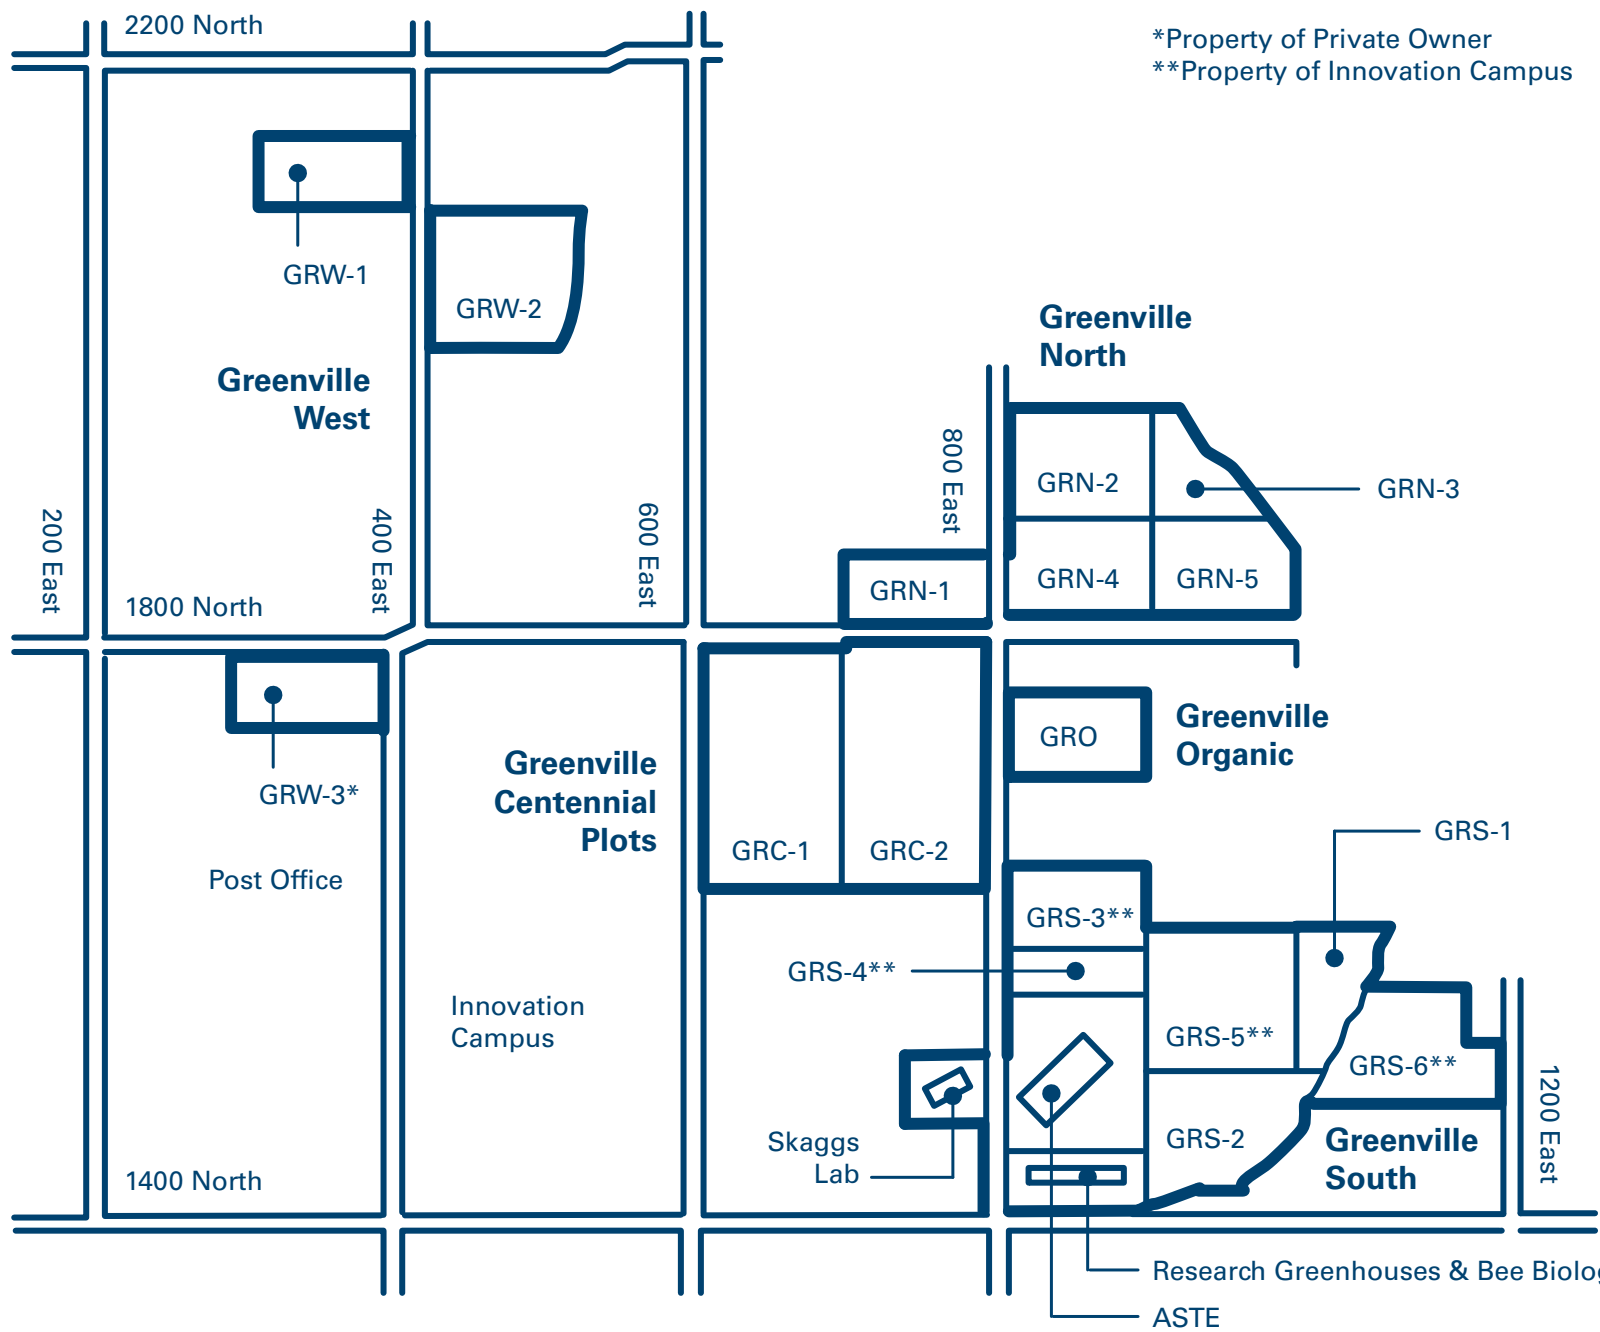 2200 North
*Property of Private Owner
**Property of Innovation Campus
GRW-1
GRW-2
Greenville
West
Greenville
North
200 East
400 East
600 East
800 East
GRN-2
GRN-3
GRN-1
GRN-4
GRN-5
1800 North
GRW-3*
Post Office
Greenville
Centennial
Plots
GRC-1
GRC-2
GRO
Greenville
Organic
GRS-1
GRS-3**
GRS-4**
Innovation
Campus
GRS-5**
GRS-6**
1200 East
Skaggs
Lab
GRS-2
Greenville
South
1400 North
Research Greenhouses & Bee
ASTE